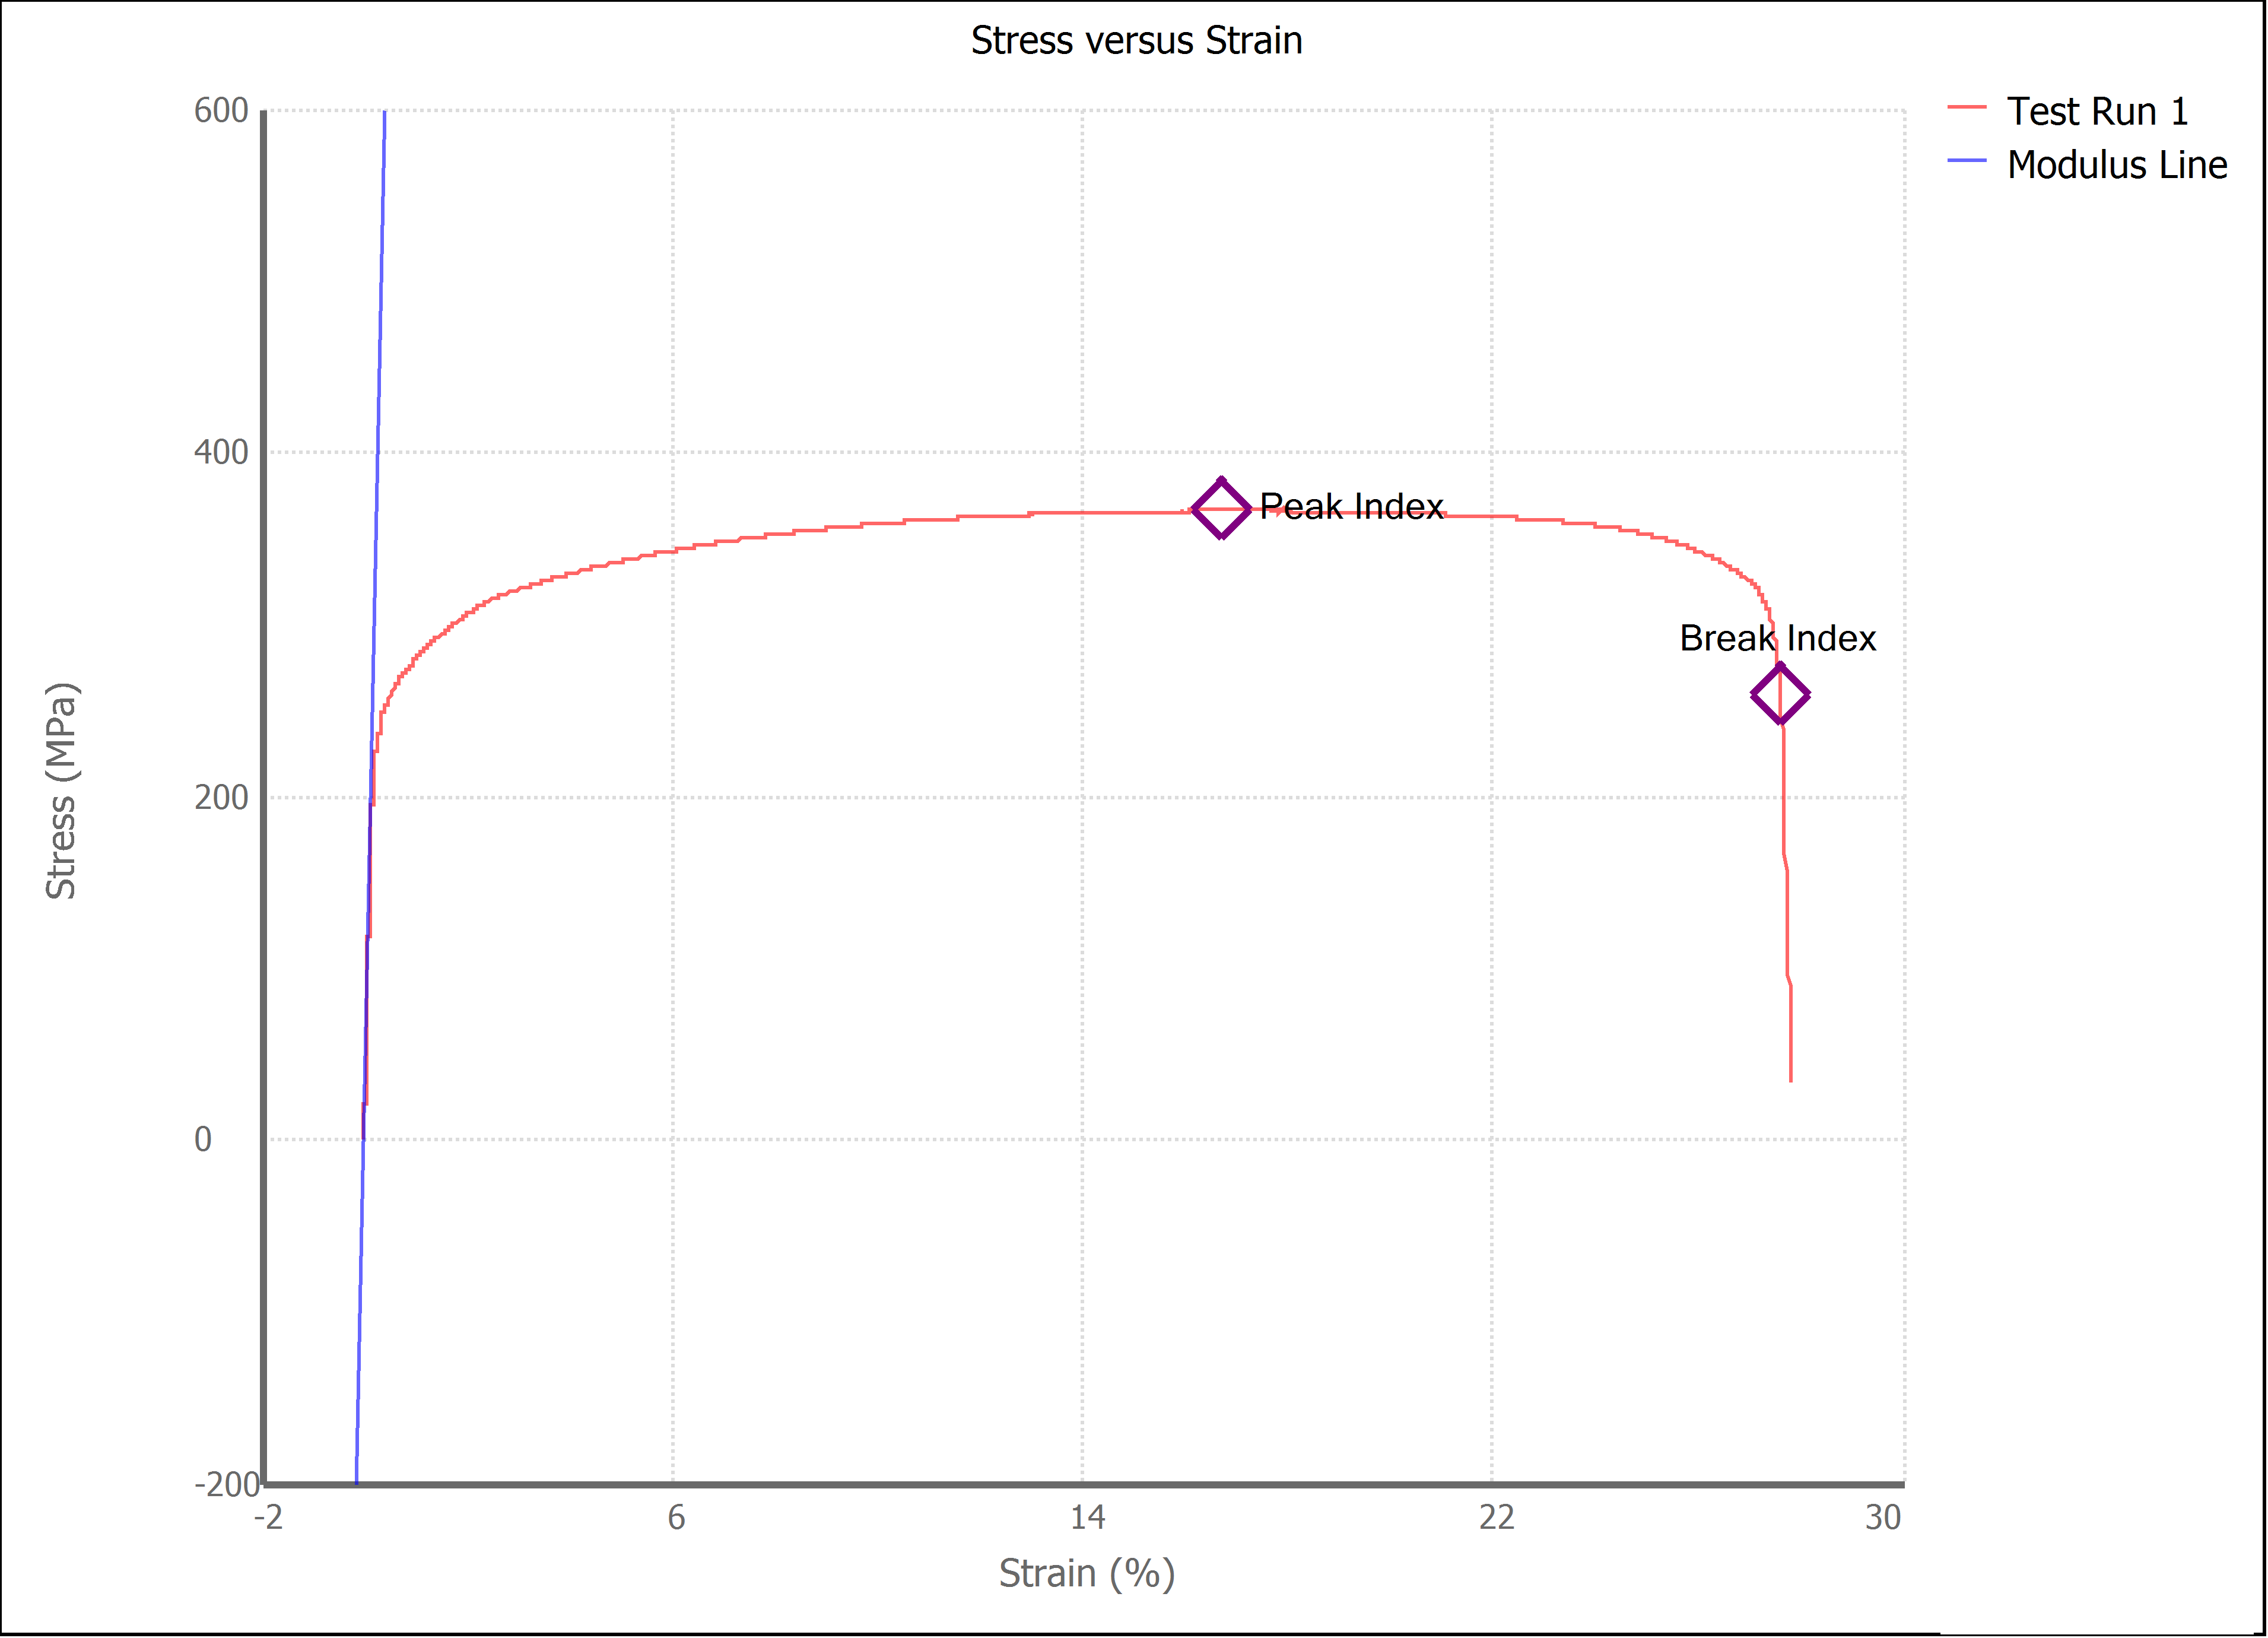 Stress versus Strain
Test Run 1
Modulus Line
600
400
200
0
-200
Stress (MPa)
Peak Index
Break Index
-2 6 14 22 30
Strain (%)